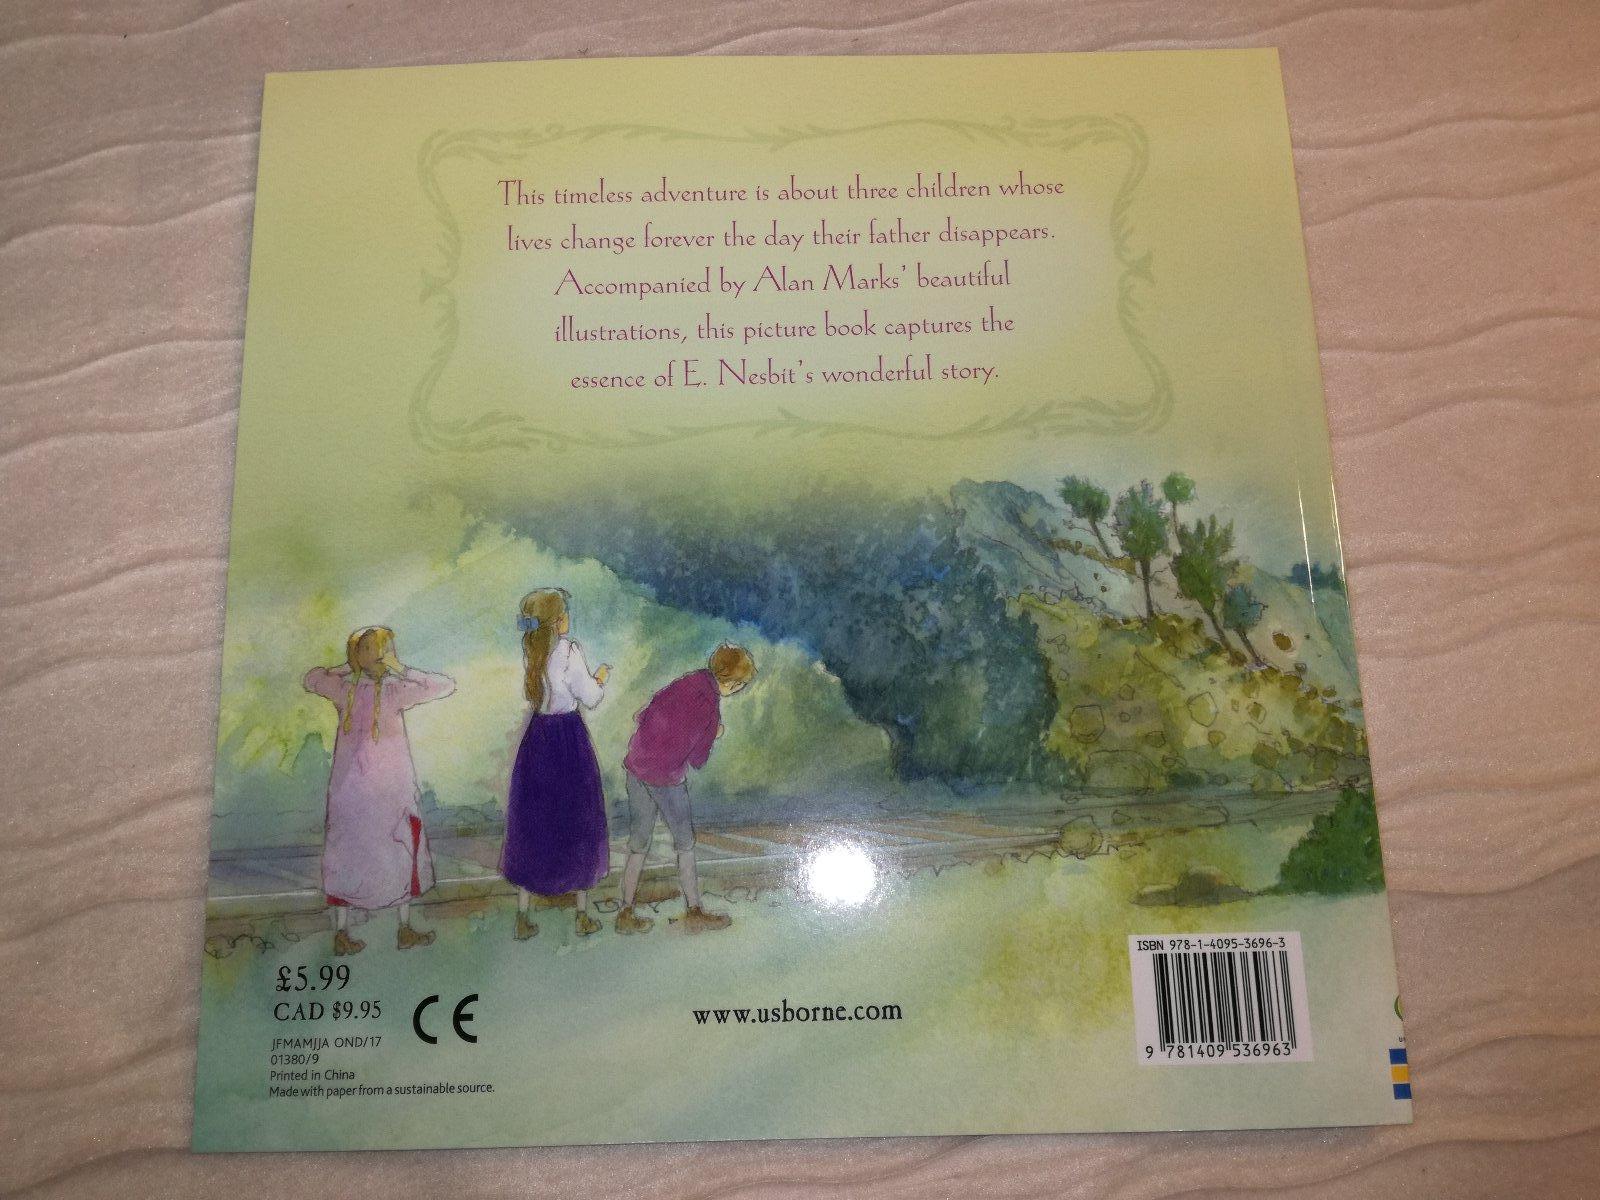 This timeless adventure is about three children whose
lives change forever the day their father disappears.
Accompanied by Alan Marks' beautiful
illustrations, this picture book captures the
essence of E. Nesbit's wonderful story.
£5.99
CAD $9.95
CE
JFMAMJJA OND/17
01380/9
Printed in China
Made with paper from a sustainable source.
www.usborne.com
ISBN 978-1-4095-3696-3
9 781409 536963